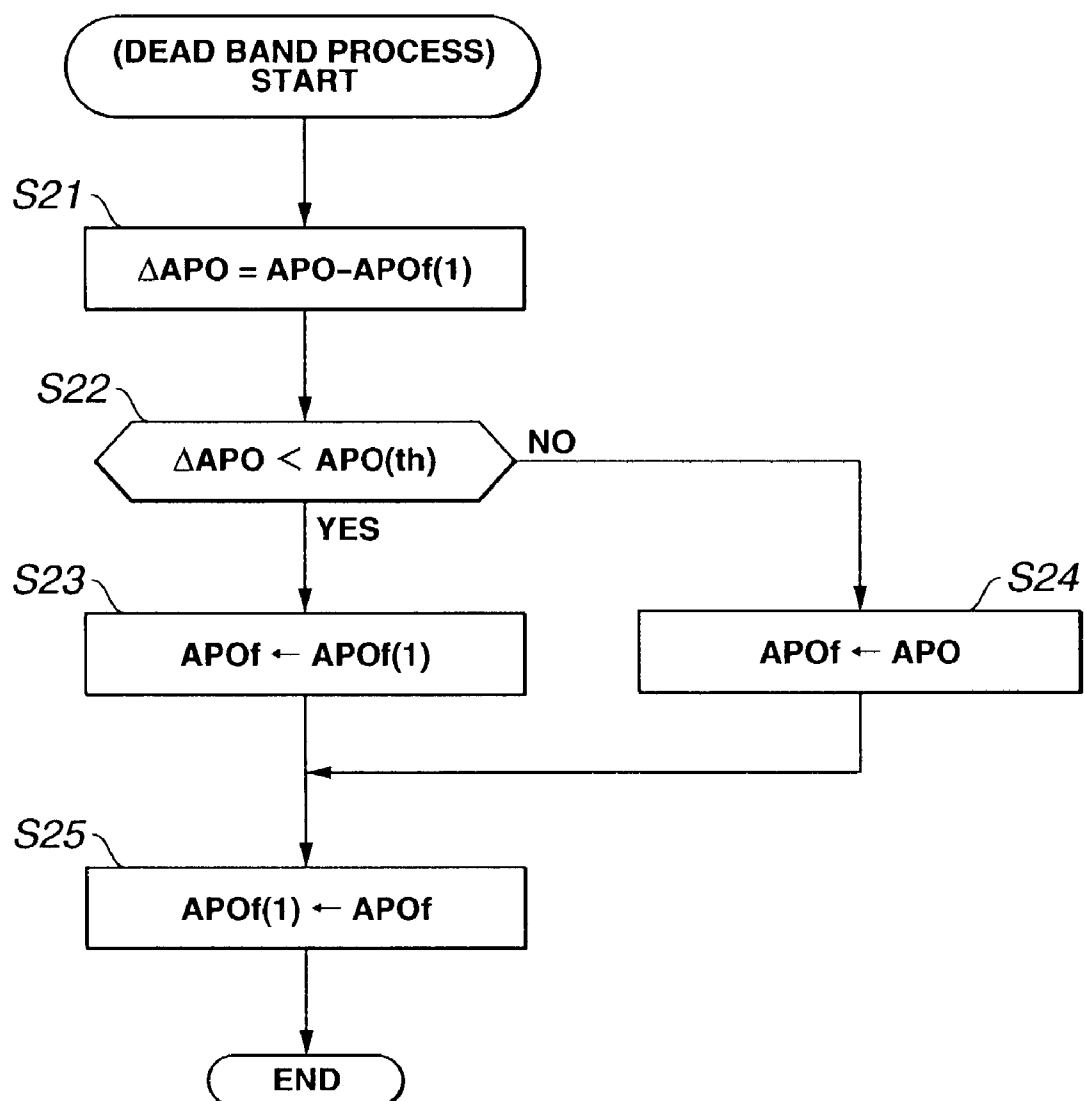 (DEAD BAND PROCESS)
START
S21
ΔAPO = APO-APOf(1)
S22
ΔAPO < APO(th)
NO
YES
S23
APOf ← APOf(1)
S24
APOf ← APO
S25
APOf(1) ← APOf
END